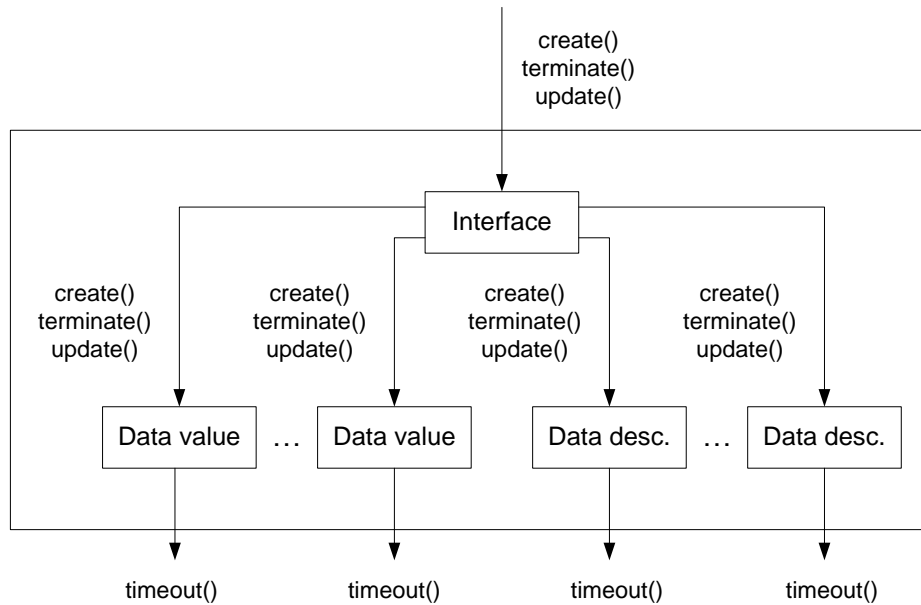 create()
terminate()
update()
Interface
create()
terminate()
update()
create()
terminate()
update()
create()
terminate()
update()
create()
terminate()
update()
Data value
...
Data value
Data desc.
...
Data desc.
timeout()
timeout()
timeout()
timeout()